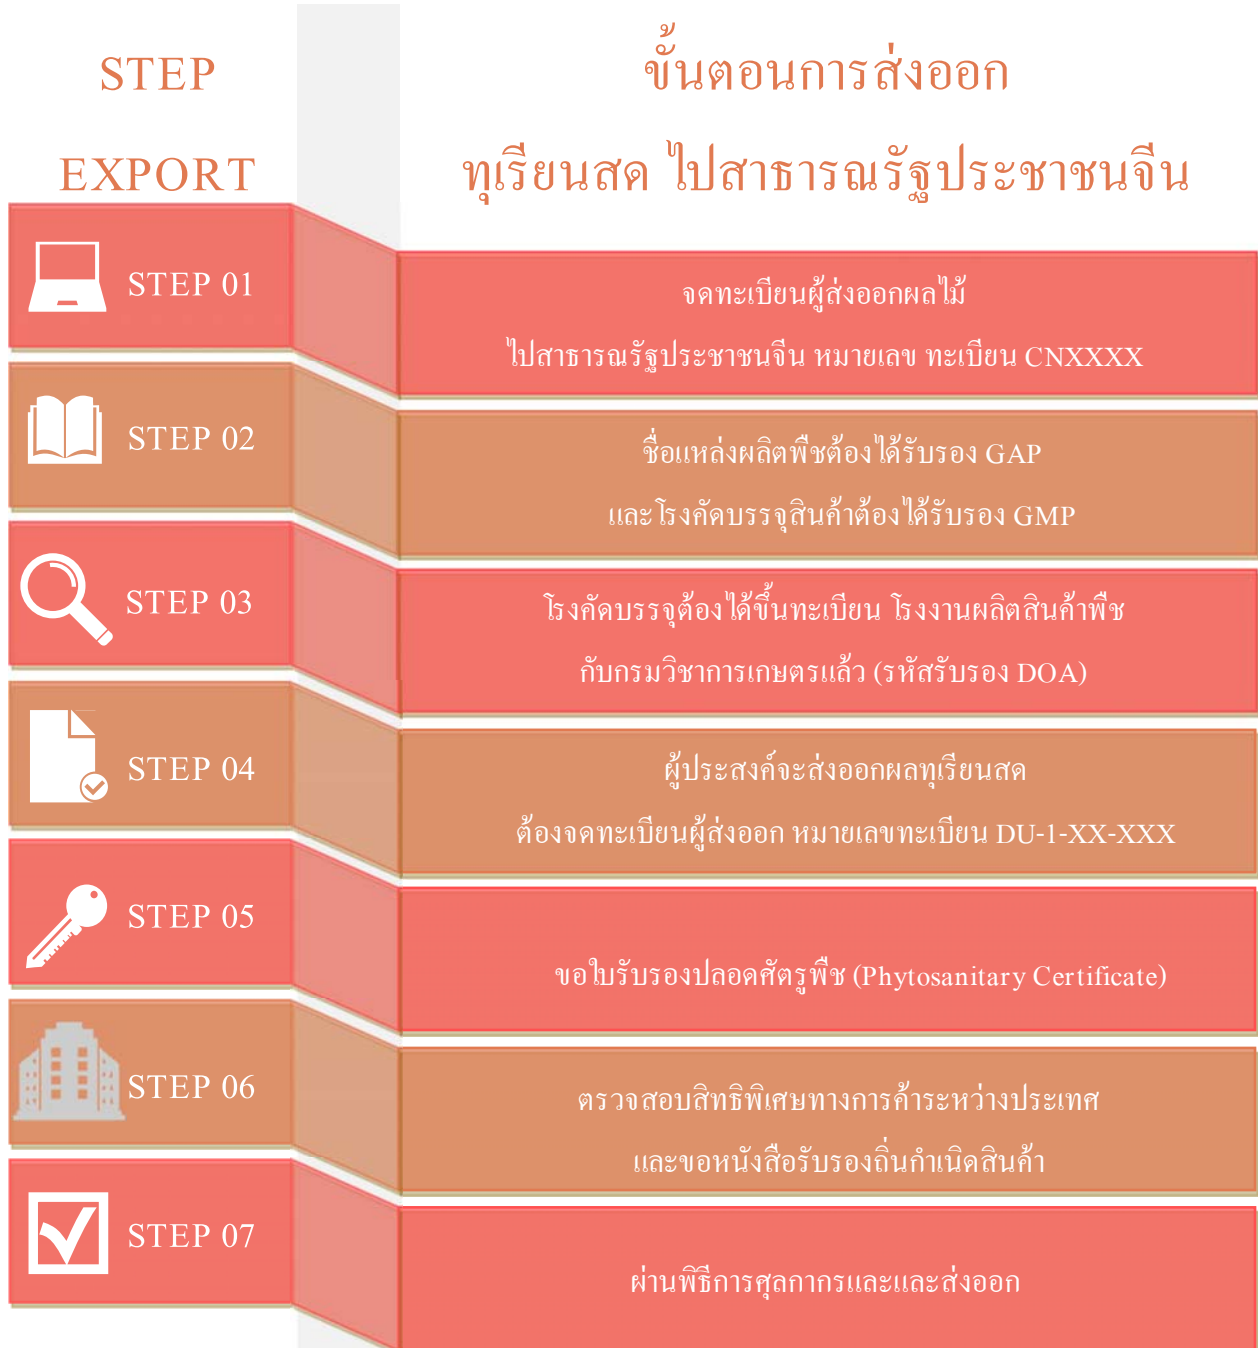 STEP
EXPORT
ขั้นตอนการส่งออก
ทุเรียนสด ไปสาธารณรัฐประชาชนจีน
STEP 01
จดทะเบียนผู้ส่งออกผลไม้
ไปสาธารณรัฐประชาชนจีน หมายเลข ทะเบียน CNXXXX
STEP 02
ชื่อแหล่งผลิตพืชต้องได้รับรอง GAP
และโรงคัดบรรจุสินค้าต้องได้รับรอง GMP
STEP 03
โรงคัดบรรจุต้องได้ขึ้นทะเบียน โรงงานผลิตสินค้าพืช
กับกรมวิชาการเกษตรแล้ว (รหัสรับรอง DOA)
STEP 04
ผู้ประสงค์จะส่งออกผลทุเรียนสด
ต้องจดทะเบียนผู้ส่งออก หมายเลขทะเบียน DU-1-XX-XXX
STEP 05
ขอใบรับรองปลอดศัตรูพืช (Phytosanitary Certificate)
STEP 06
ตรวจสอบสิทธิพิเศษทางการค้าระหว่างประเทศ
และขอหนังสือรับรองถิ่นกำเนิดสินค้า
STEP 07
ผ่านพิธีการศุลกากรและและส่งออก